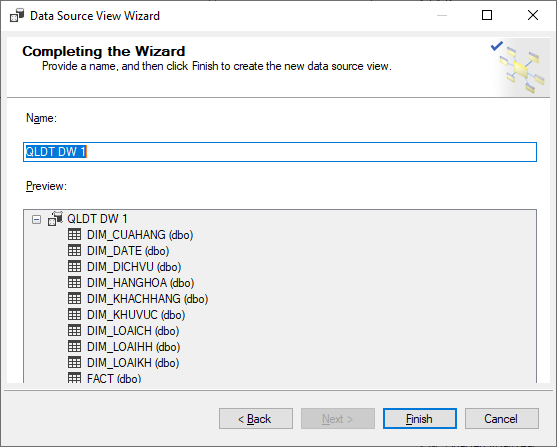 Data Source View Wizard
Completing the Wizard
Provide a name, and then click Finish to create the new data source view.
Name:
QLDT DW 1
Preview:
QLDT DW 1
DIM_CUAHANG (dbo)
DIM_DATE (dbo)
DIM_DICHVU (dbo)
DIM_HANGHOA (dbo)
DIM_KHACHHANG (dbo)
DIM_KHUVUC (dbo)
DIM_LOAICH (dbo)
DIM_LOAIHH (dbo)
DIM_LOAIKH (dbo)
FACT (dbo)
< Back
Next >
Finish
Cancel